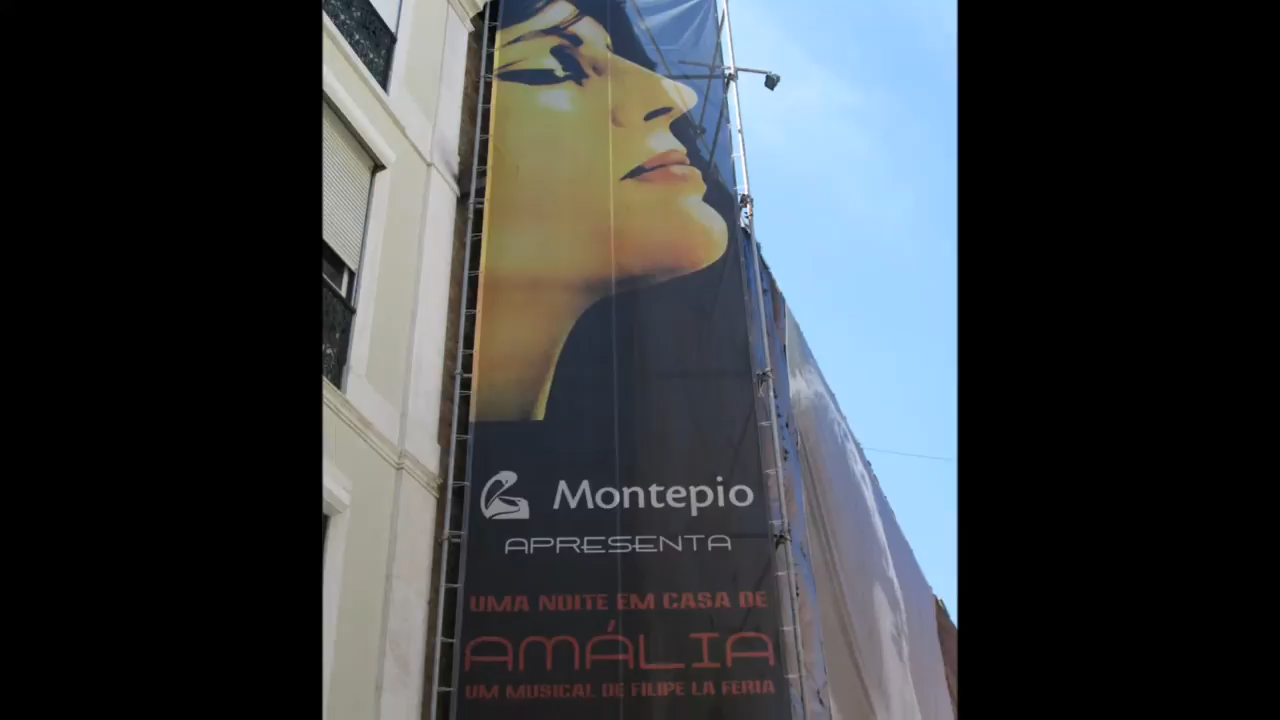 Montepio
APRESENTA
UMA NOITE EM CASA DE
AMÁLIA
UM MUSICAL DE FILIPE LA FERIA